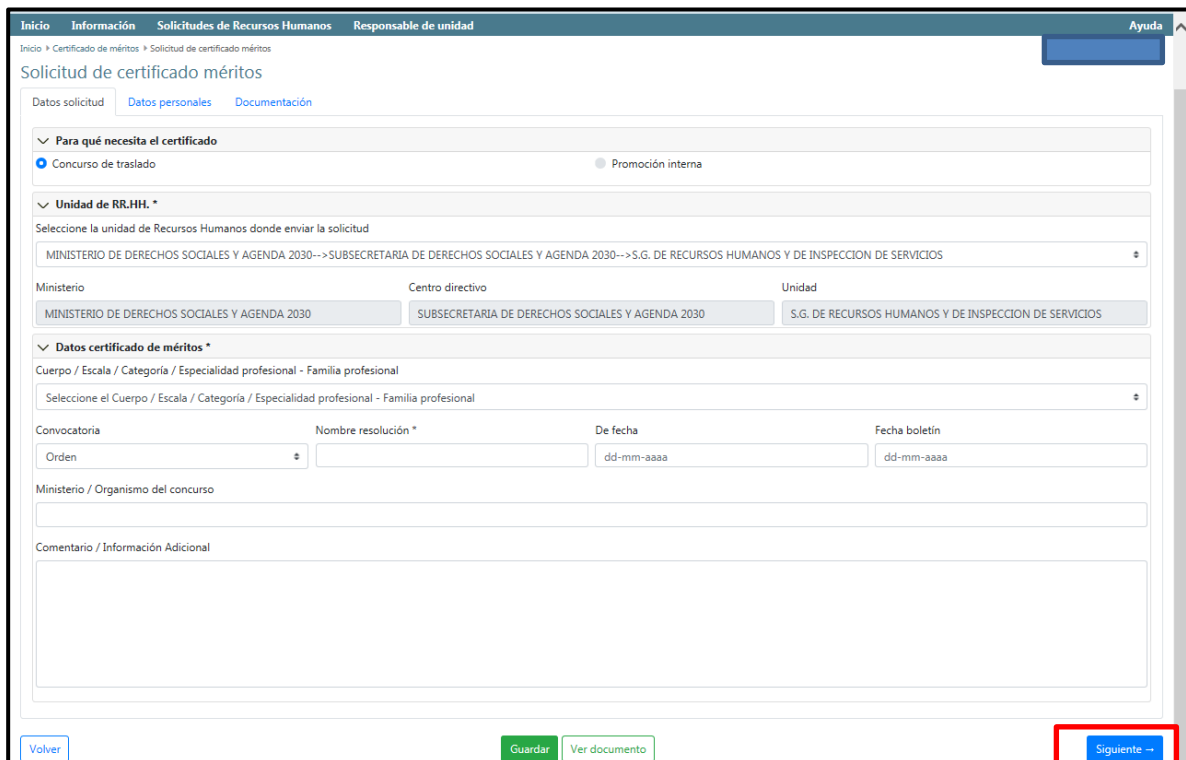 Inicio Información Solicitudes de Recursos Humanos Responsable de unidad Ayuda
Inicio Certificado de méritos Solicitud de certificado méritos
Solicitud de certificado méritos
Datos solicitud Datos personales Documentación
Para qué necesita el certificado
Concurso de traslado Promoción interna
Unidad de RR.HH. *
Seleccione la unidad de Recursos Humanos donde enviar la solicitud
MINISTERIO DE DERECHOS SOCIALES Y AGENDA 2030-->SUBSECRETARIA DE DERECHOS SOCIALES Y AGENDA 2030-->S.G. DE RECURSOS HUMANOS Y DE INSPECCION DE SERVICIOS
Ministerio Centro directivo Unidad
MINISTERIO DE DERECHOS SOCIALES Y AGENDA 2030 SUBSECRETARIA DE DERECHOS SOCIALES Y AGENDA 2030 S.G. DE RECURSOS HUMANOS Y DE INSPECCION DE SERVICIOS
Datos certificado de méritos *
Cuerpo / Escala / Categoría / Especialidad profesional - Familia profesional
Seleccione el Cuerpo / Escala / Categoría / Especialidad profesional - Familia profesional
Convocatoria Nombre resolución * De fecha Fecha boletín
Orden dd-mm-aaaa dd-mm-aaaa
Ministerio / Organismo del concurso
Comentario / Información Adicional
Volver Guardar Ver documento Siguiente →